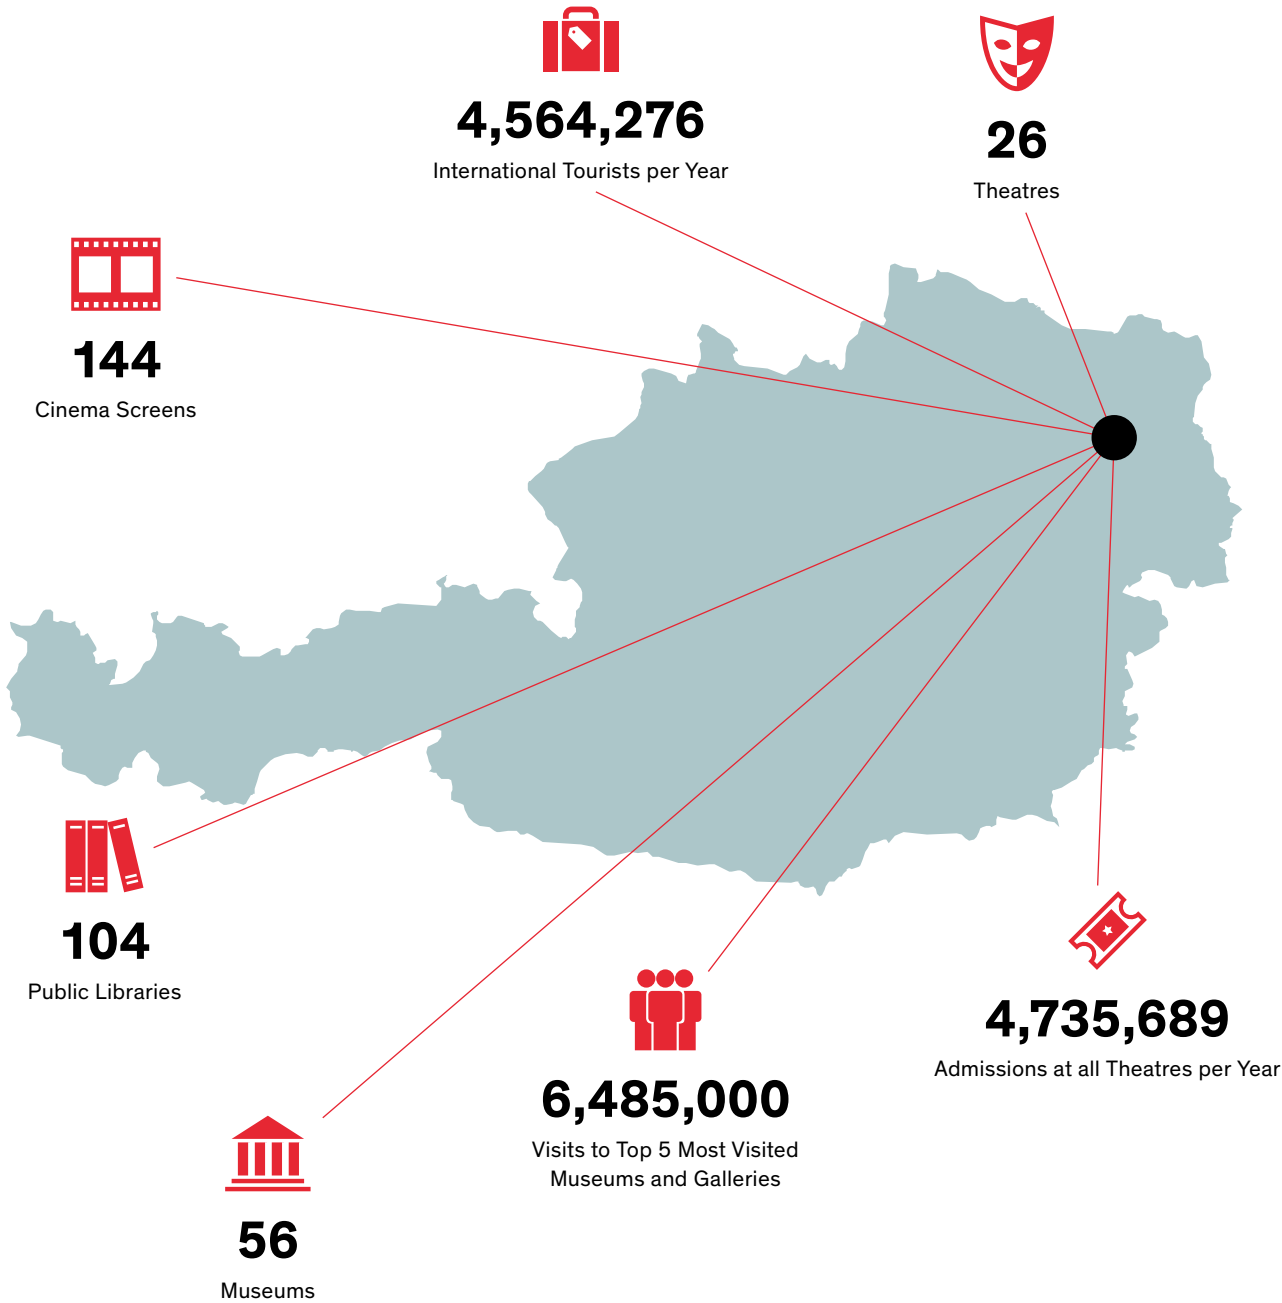 4,564,276
International Tourists per Year
26
Theatres
144
Cinema Screens
104
Public Libraries
4,735,689
Admissions at all Theatres per Year
6,485,000
Visits to Top 5 Most Visited
Museums and Galleries
56
Museums